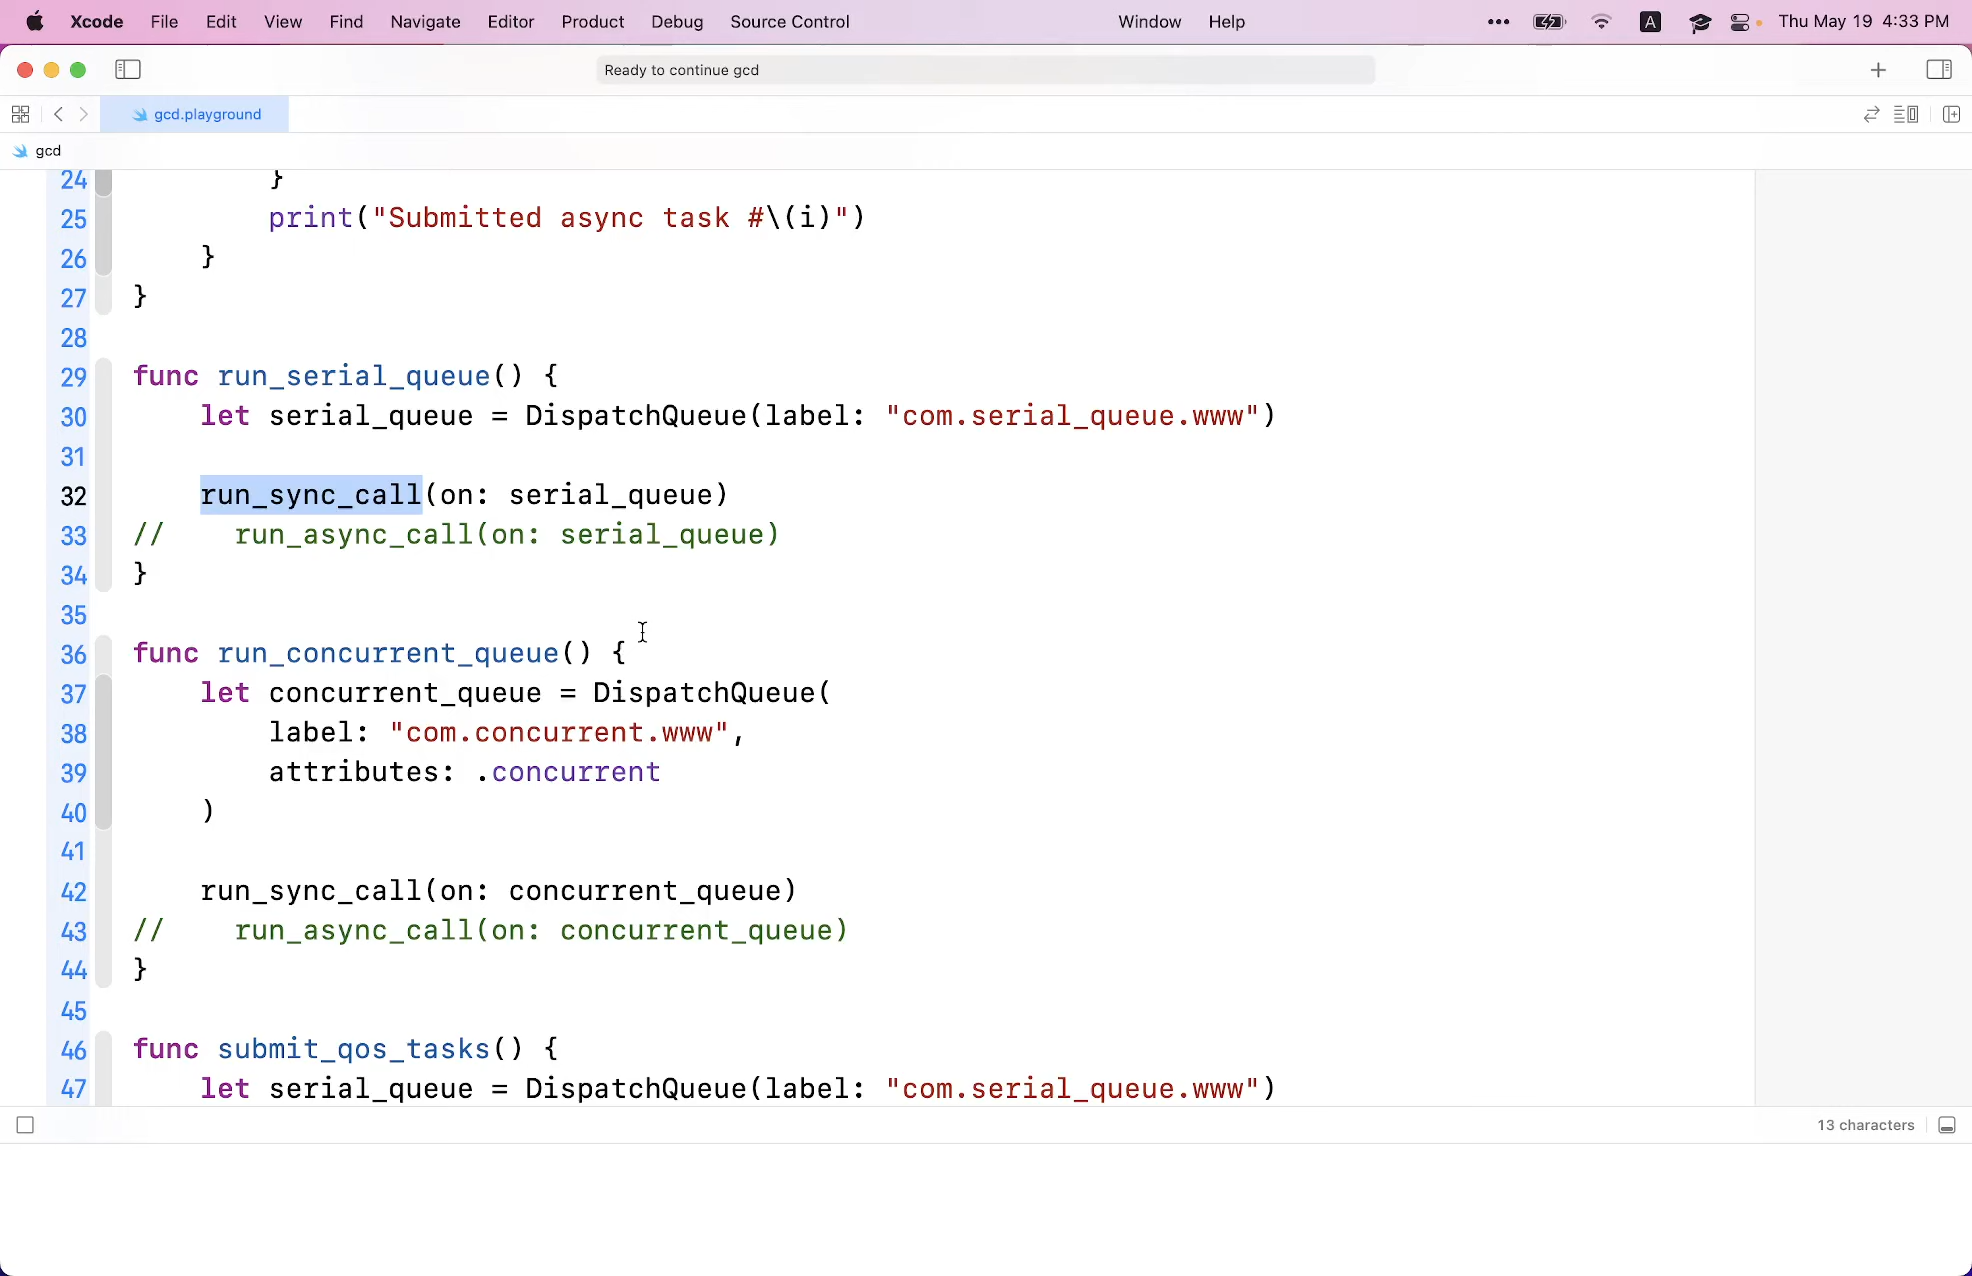 Xcode File Edit View Find Navigate Editor Product Debug Source Control Window Help A Thu May 19 4:33 PM
Ready to continue gcd
gcd.playground
gcd
24 }
25 print("Submitted async task #\(i)")
26 }
27 }
28
29 func run_serial_queue() {
30 let serial_queue = DispatchQueue(label: "com.serial_queue.www")
31
32 run_sync_call(on: serial_queue)
33 // run_async_call(on: serial_queue)
34 }
35
36 func run_concurrent_queue() {
37 let concurrent_queue = DispatchQueue(
38 label: "com.concurrent.www",
39 attributes: .concurrent
40 )
41
42 run_sync_call(on: concurrent_queue)
43 // run_async_call(on: concurrent_queue)
44 }
45
46 func submit_qos_tasks() {
47 let serial_queue = DispatchQueue(label: "com.serial_queue.www")
13 characters